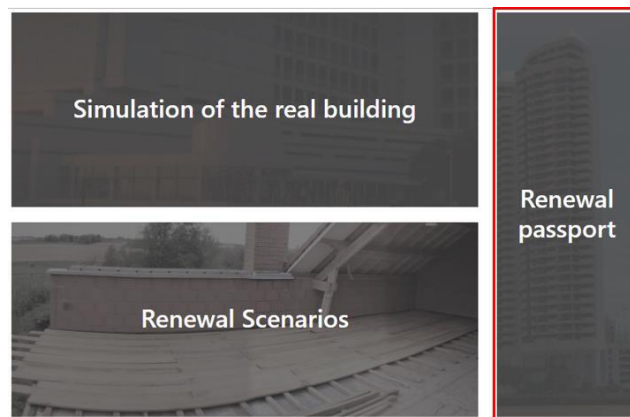 Simulation of the real building
Renewal Scenarios
Renewal
passport